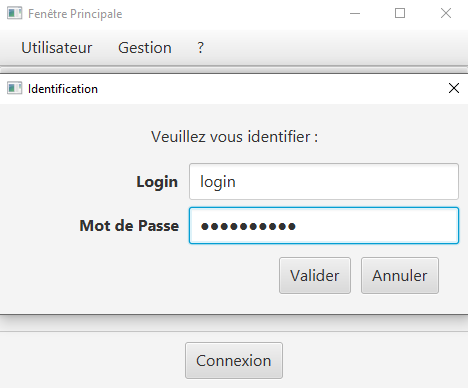 Fenêtre Principale
Utilisateur Gestion ?
Identification
Veuillez vous identifier :
Login login
Mot de Passe ●●●●●●●●●●
Valider Annuler
Connexion